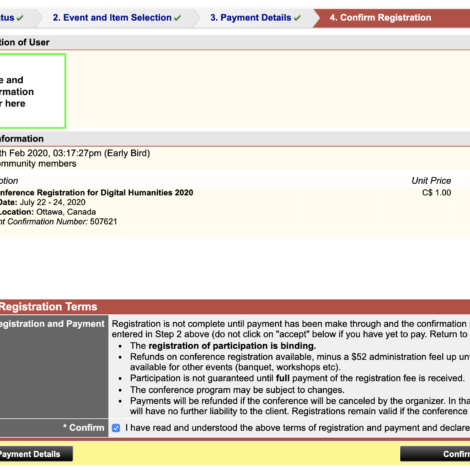 tus ✓ 2. Event and Item Selection ✓ 3. Payment Details ✓ 4. Confirm Registration
tion of User
e and
rmation
r here
nformation
th Feb 2020, 03:17:27pm (Early Bird)
ommunity members
ption Unit Price
nference Registration for Digital Humanities 2020 C$ 1.00
Date: July 22 - 24, 2020
Location: Ottawa, Canada
nt Confirmation Number: 507621
Registration Terms
egistration and Payment Registration is not complete until payment has been make through and the confirmation
entered in Step 2 above (do not click on "accept" below if you have yet to pay. Return to
• The registration of participation is binding.
• Refunds on conference registration available, minus a $52 administration feel up un
available for other events (banquet, workshops etc).
• Participation is not guaranteed until full payment of the registration fee is received.
• The conference program may be subject to changes.
• Payments will be refunded if the conference will be canceled by the organizer. In tha
will have no further liability to the client. Registrations remain valid if the conference
* Confirm I have read and understood the above terms of registration and payment and declare
Payment Details Confir